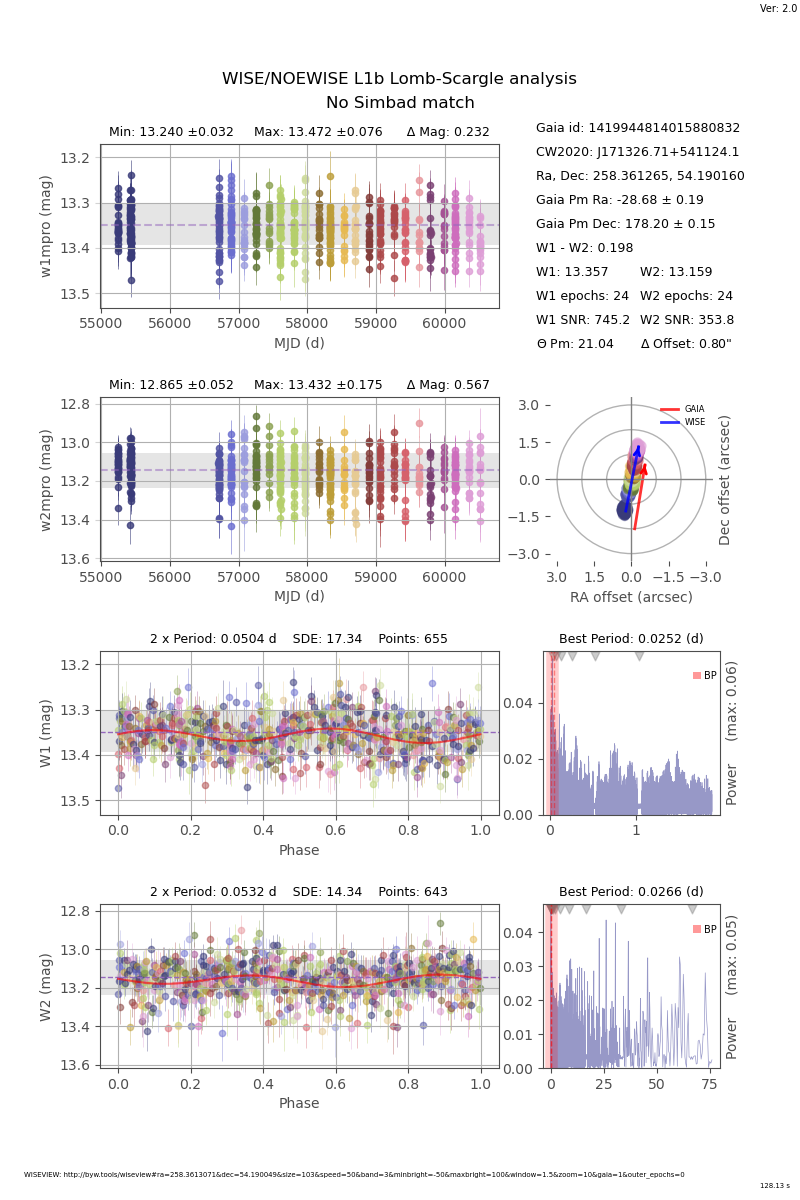 Ver: 2.0
WISE/NOEWISE L1b Lomb-Scargle analysis
No Simbad match
Min: 13.240 ±0.032 Max: 13.472 ±0.076 Δ Mag: 0.232
13.2
13.3
13.4
13.5
w1mpro (mag)
55000 56000 57000 58000 59000 60000
MJD (d)
Gaia id: 1419944814015880832
CW2020: J171326.71+541124.1
Ra, Dec: 258.361265, 54.190160
Gaia Pm Ra: -28.68 ± 0.19
Gaia Pm Dec: 178.20 ± 0.15
W1 - W2: 0.198
W1: 13.357 W2: 13.159
W1 epochs: 24 W2 epochs: 24
W1 SNR: 745.2 W2 SNR: 353.8
Θ Pm: 21.04 Δ Offset: 0.80"
Min: 12.865 ±0.052 Max: 13.432 ±0.175 Δ Mag: 0.567
12.8
13.0
13.2
13.4
13.6
w2mpro (mag)
55000 56000 57000 58000 59000 60000
MJD (d)
3.0
1.5
0.0
−1.5
−3.0
GAIA
WISE
Dec offset (arcsec)
3.0 1.5 0.0 −1.5 −3.0
RA offset (arcsec)
2 x Period: 0.0504 d SDE: 17.34 Points: 655
13.2
13.3
13.4
13.5
W1 (mag)
0.0 0.2 0.4 0.6 0.8 1.0
Phase
Best Period: 0.0252 (d)
BP
0.04
0.02
0.00
0 1
Power (max: 0.06)
2 x Period: 0.0532 d SDE: 14.34 Points: 643
12.8
13.0
13.2
13.4
13.6
W2 (mag)
0.0 0.2 0.4 0.6 0.8 1.0
Phase
Best Period: 0.0266 (d)
BP
0.04
0.03
0.02
0.01
0.00
0 25 50 75
Power (max: 0.05)
WISEVIEW: http://byw.tools/wiseview#ra=258.3613071&dec=54.190049&size=103&speed=50&band=3&minbright=-50&maxbright=100&window=1.5&zoom=10&gaia=1&outer_epochs=0
128.13 s